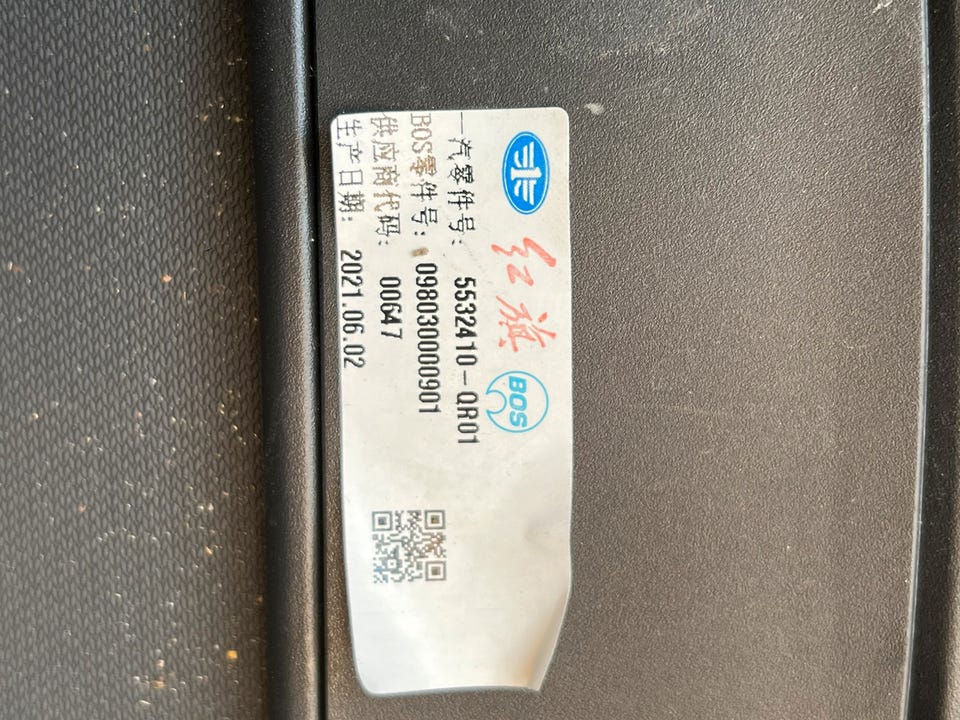 红旗 BOS
一汽零件号: 5532410-QR01
BOS零件号: 098030000901
供应商代码: 00647
生产日期: 2021.06.02